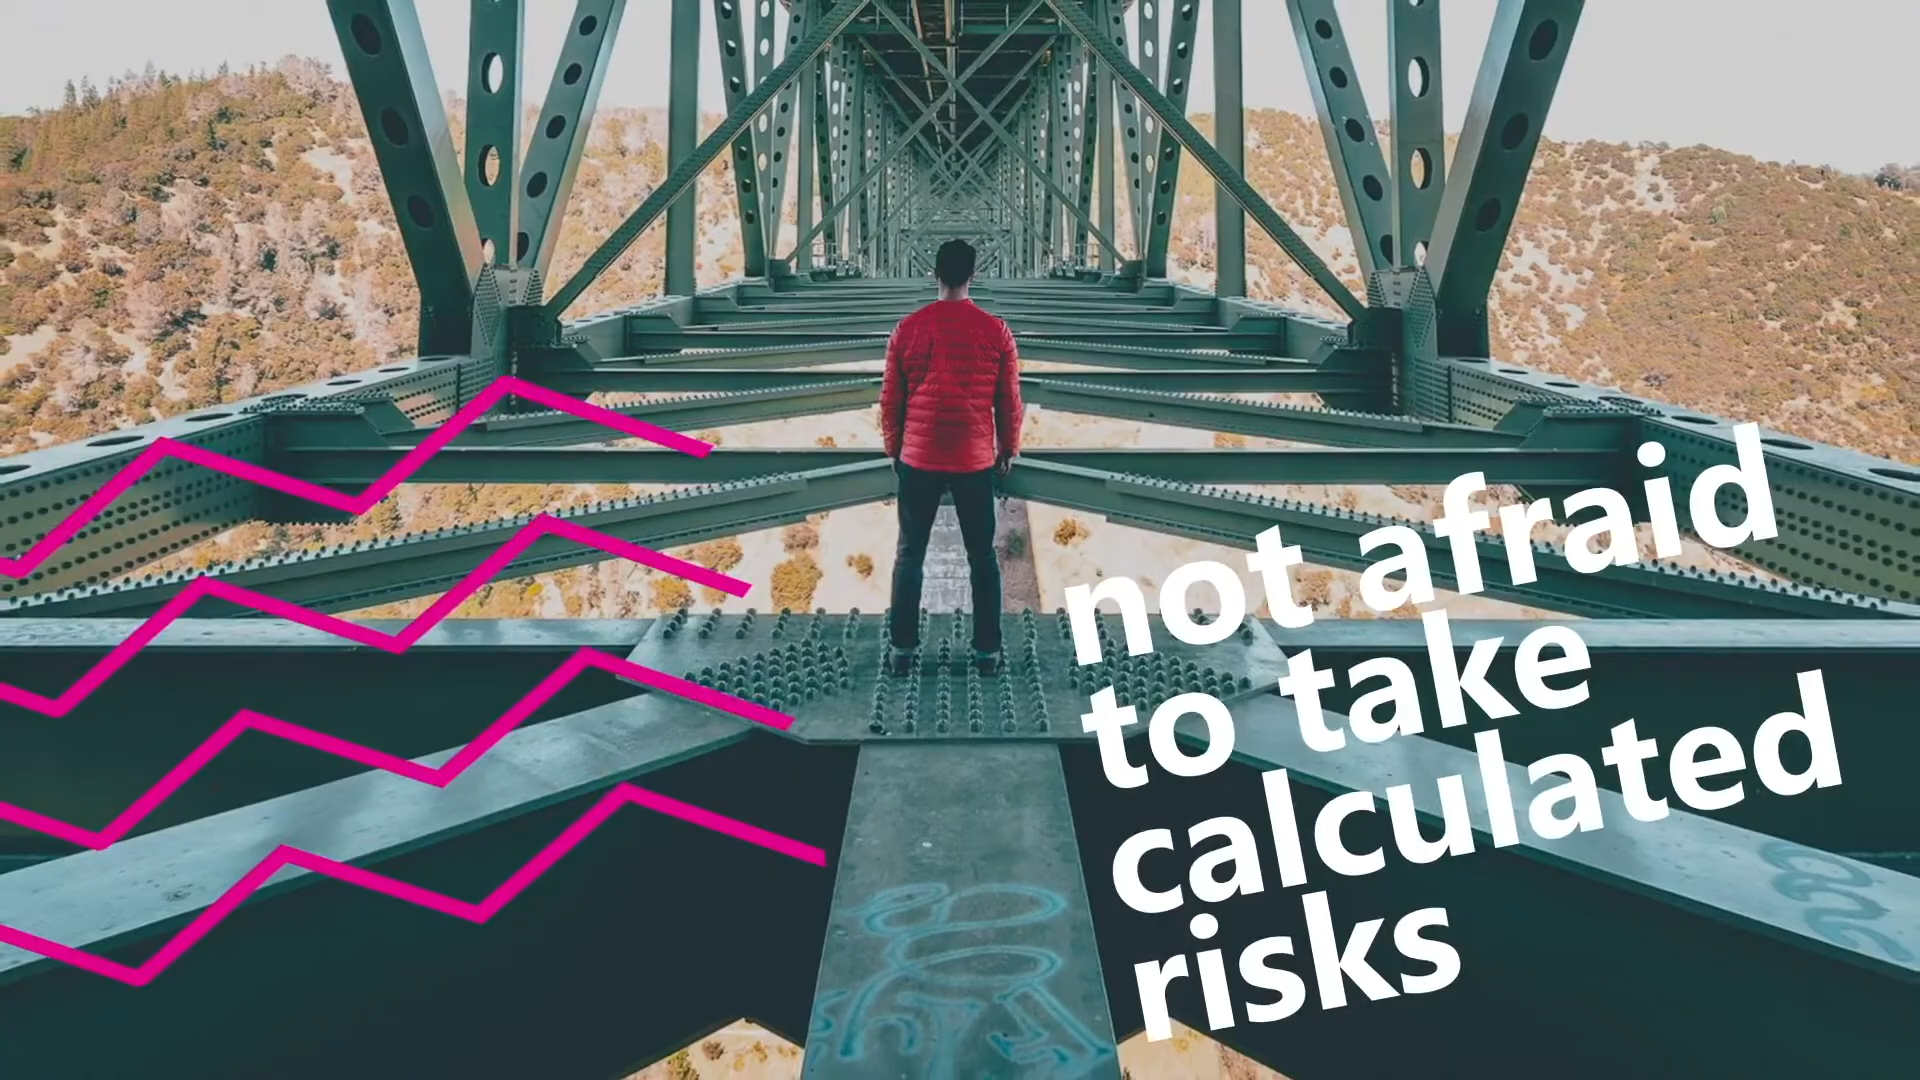 not afraid
to take
calculated
risks